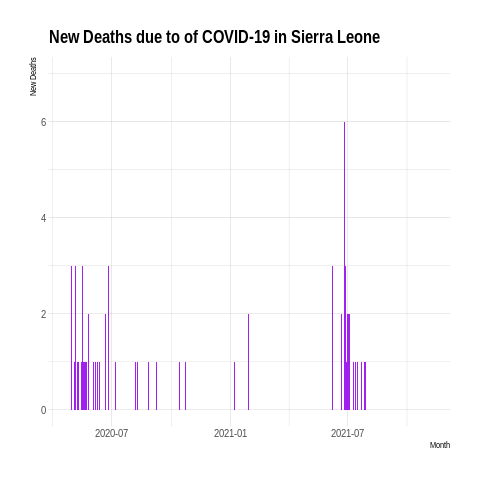 New Deaths due to of COVID-19 in Sierra Leone
New Deaths
6
4
2
0
2020-07 2021-01 2021-07
Month